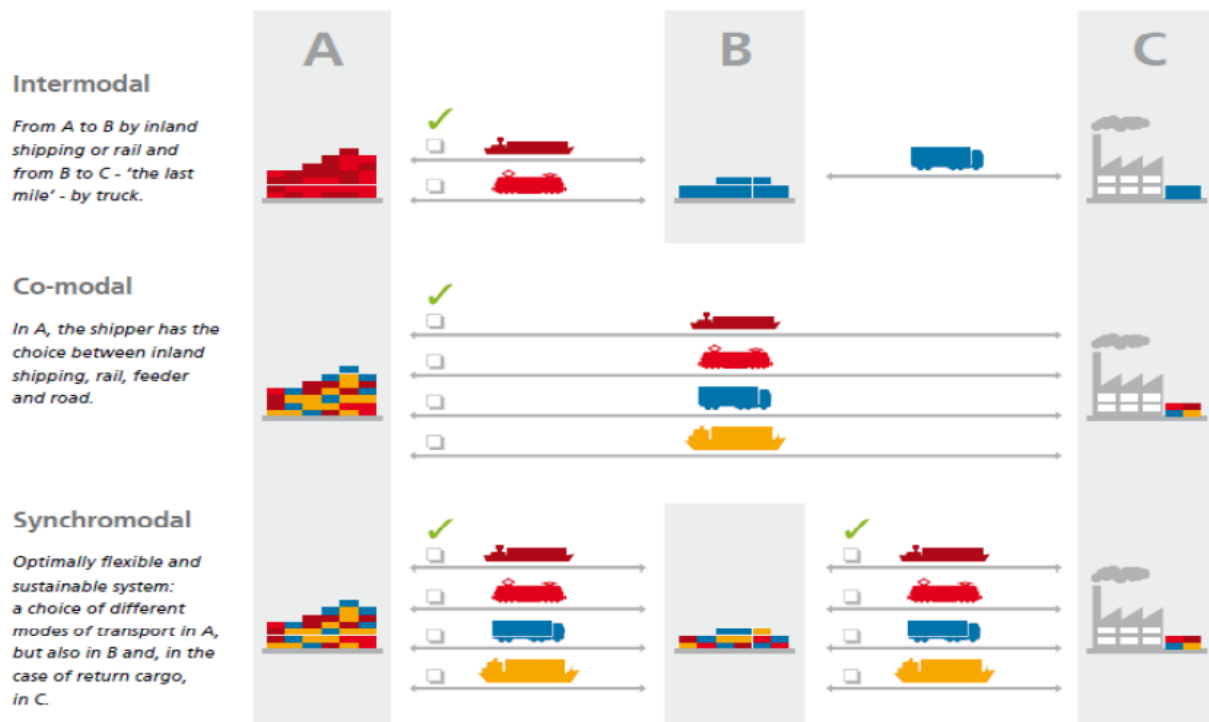 A
B
C
Intermodal
From A to B by inland
shipping or rail and
from B to C - ‘the last
mile’ - by truck.
Co-modal
In A, the shipper has the
choice between inland
shipping, rail, feeder
and road.
Synchromodal
Optimally flexible and
sustainable system:
a choice of different
modes of transport in A,
but also in B and, in the
case of return cargo,
in C.